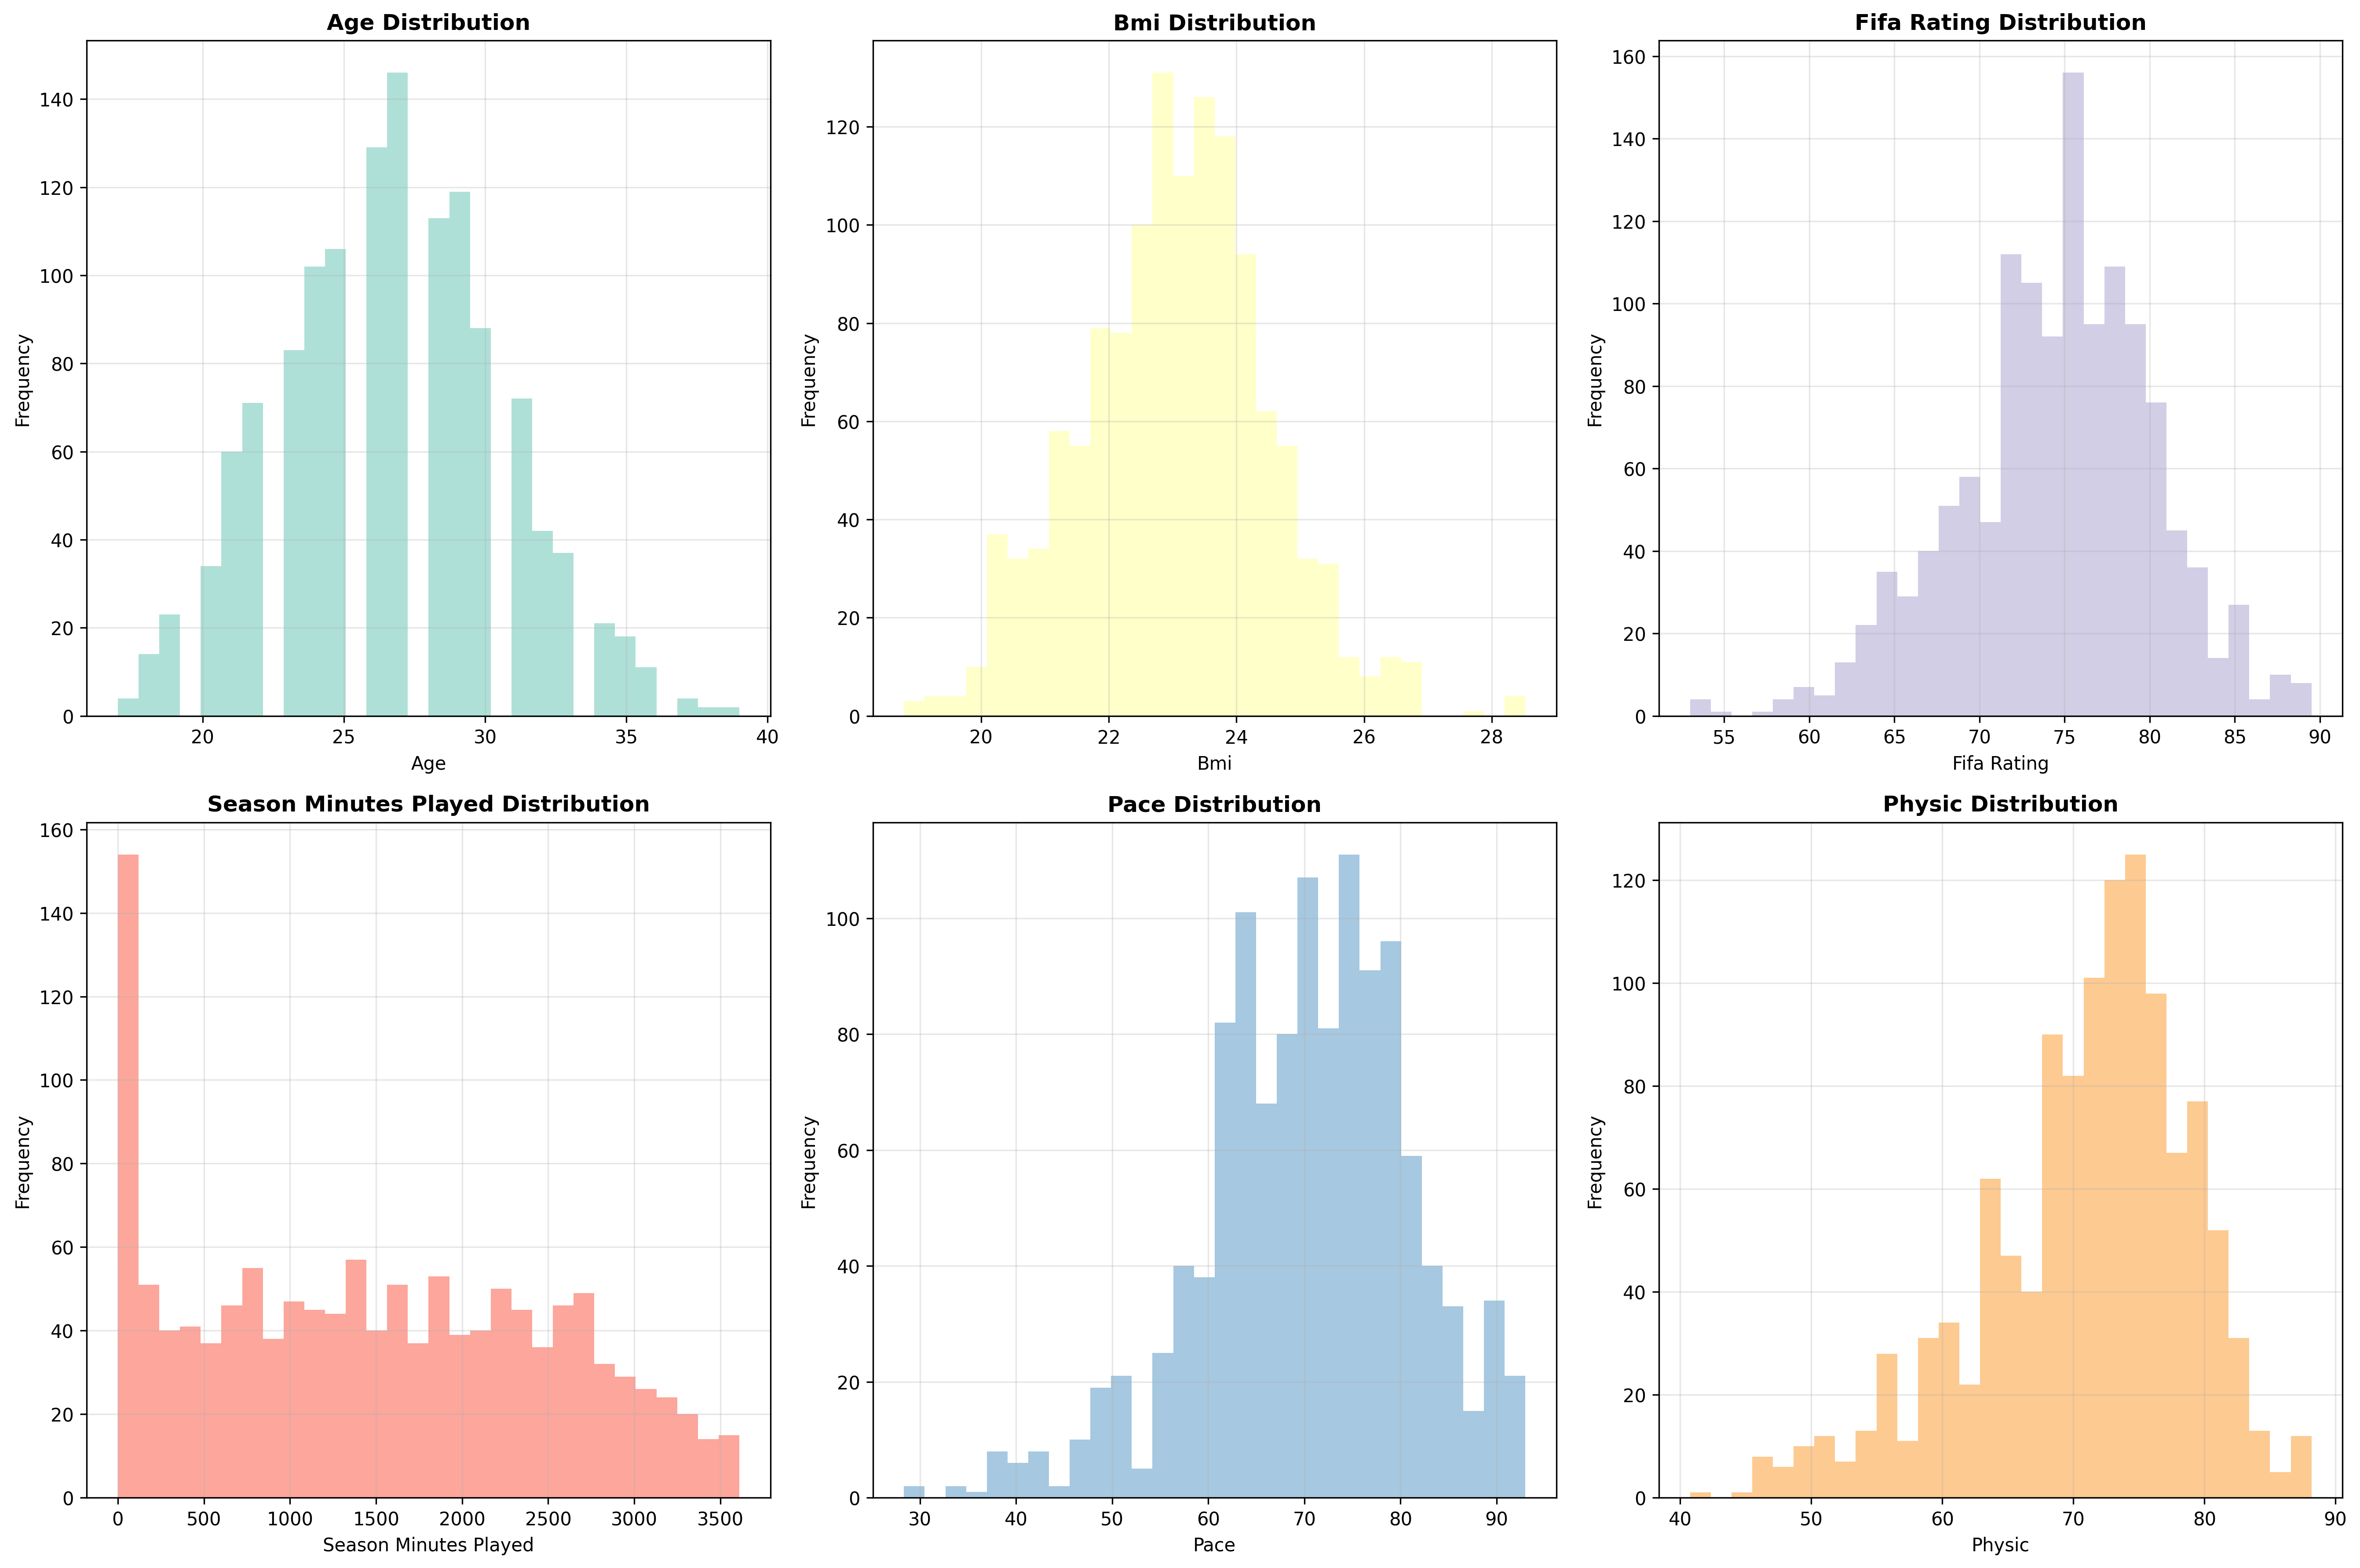 Age Distribution
140
120
100
80
60
40
20
0
Frequency
20 25 30 35 40
Age
Bmi Distribution
120
100
80
60
40
20
0
Frequency
20 22 24 26 28
Bmi
Fifa Rating Distribution
160
140
120
100
80
60
40
20
0
Frequency
55 60 65 70 75 80 85 90
Fifa Rating
Season Minutes Played Distribution
160
140
120
100
80
60
40
20
0
Frequency
0 500 1000 1500 2000 2500 3000 3500
Season Minutes Played
Pace Distribution
100
80
60
40
20
0
Frequency
30 40 50 60 70 80 90
Pace
Physic Distribution
120
100
80
60
40
20
0
Frequency
40 50 60 70 80 90
Physic